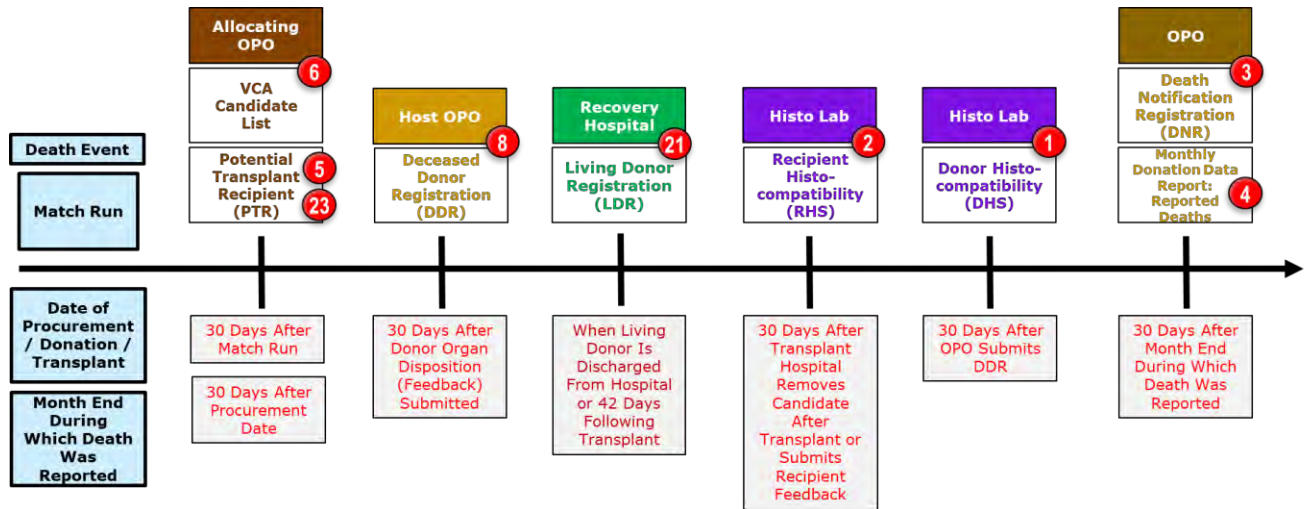 Death Event
Match Run
Date of
Procurement
/ Donation /
Transplant
Month End
During
Which Death
Was
Reported
Allocating
OPO
6
VCA
Candidate
List
Potential
Transplant
Recipient
(PTR)
5
23
30 Days After
Match Run
30 Days After
Procurement
Date
Host OPO
8
Deceased
Donor
Registration
(DDR)
30 Days After
Donor Organ
Disposition
(Feedback)
Submitted
Recovery
Hospital
21
Living Donor
Registration
(LDR)
When Living
Donor Is
Discharged
From Hospital
or 42 Days
Following
Transplant
Histo Lab
2
Recipient
Histo-
compatibility
(RHS)
30 Days After
Transplant
Hospital
Removes
Candidate
After
Transplant or
Submits
Recipient
Feedback
Histo Lab
1
Donor Histo-
compatibility
(DHS)
30 Days After
OPO Submits
DDR
OPO
3
Death
Notification
Registration
(DNR)
Monthly
Donation Data
Report:
Reported
Deaths
4
30 Days After
Month End
During Which
Death Was
Reported